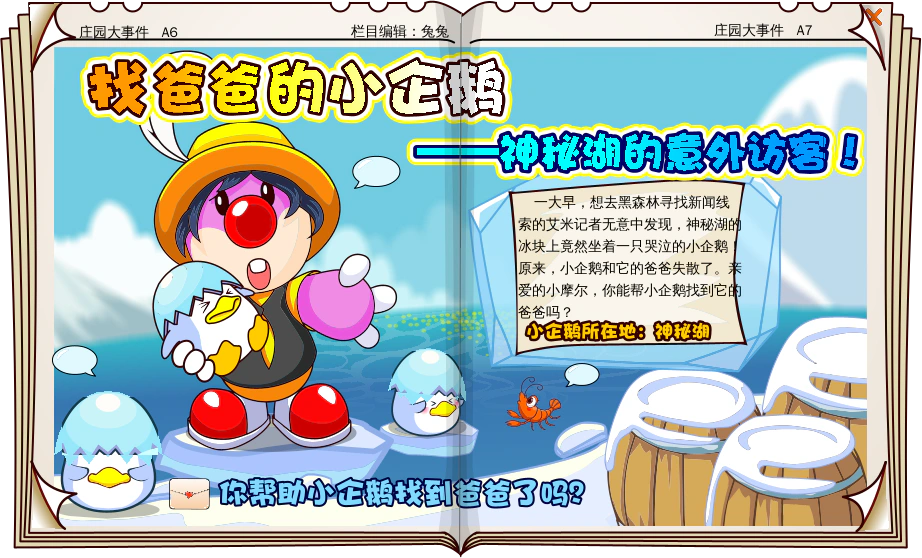 庄园大事件 A6
栏目编辑：兔兔
庄园大事件 A7
找爸爸的小企鹅
——神秘湖的意外访客！
一大早，想去黑森林寻找新闻线
索的艾米记者无意中发现，神秘湖的
冰块上竟然坐着一只哭泣的小企鹅！
原来，小企鹅和它的爸爸失散了。亲
爱的小摩尔，你能帮小企鹅找到它的
爸爸吗？
小企鹅所在地：神秘湖
你帮助小企鹅找到爸爸了吗？